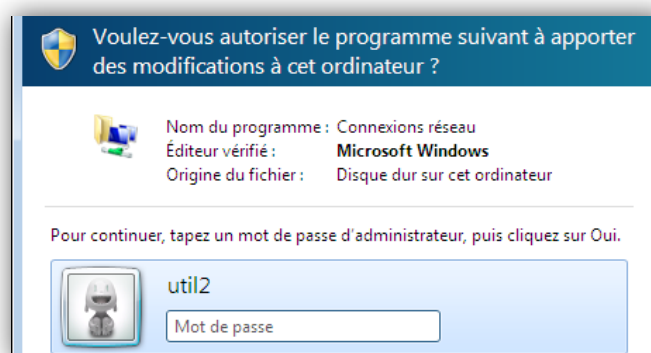 Voulez-vous autoriser le programme suivant à apporter
des modifications à cet ordinateur ?
Nom du programme : Connexions réseau
Éditeur vérifié : Microsoft Windows
Origine du fichier : Disque dur sur cet ordinateur
Pour continuer, tapez un mot de passe d'administrateur, puis cliquez sur Oui.
util2
Mot de passe